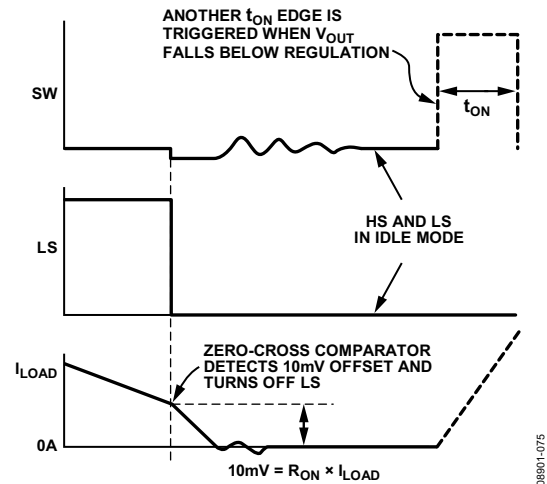 ANOTHER tON EDGE IS
TRIGGERED WHEN VOUT
FALLS BELOW REGULATION
SW
tON
HS AND LS
IN IDLE MODE
LS
ZERO-CROSS COMPARATOR
DETECTS 10mV OFFSET AND
TURNS OFF LS
ILOAD
0A
10mV = RON × ILOAD
08901-075